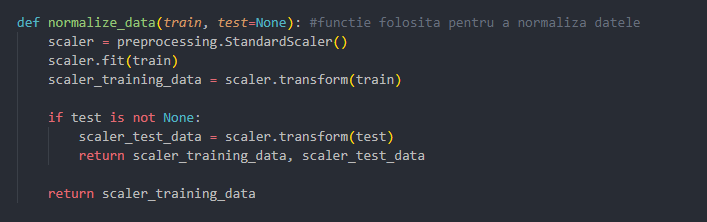 def normalize_data(train, test=None): #functie folosita pentru a normaliza datele
    scaler = preprocessing.StandardScaler()
    scaler.fit(train)
    scaler_training_data = scaler.transform(train)

    if test is not None:
        scaler_test_data = scaler.transform(test)
        return scaler_training_data, scaler_test_data

    return scaler_training_data